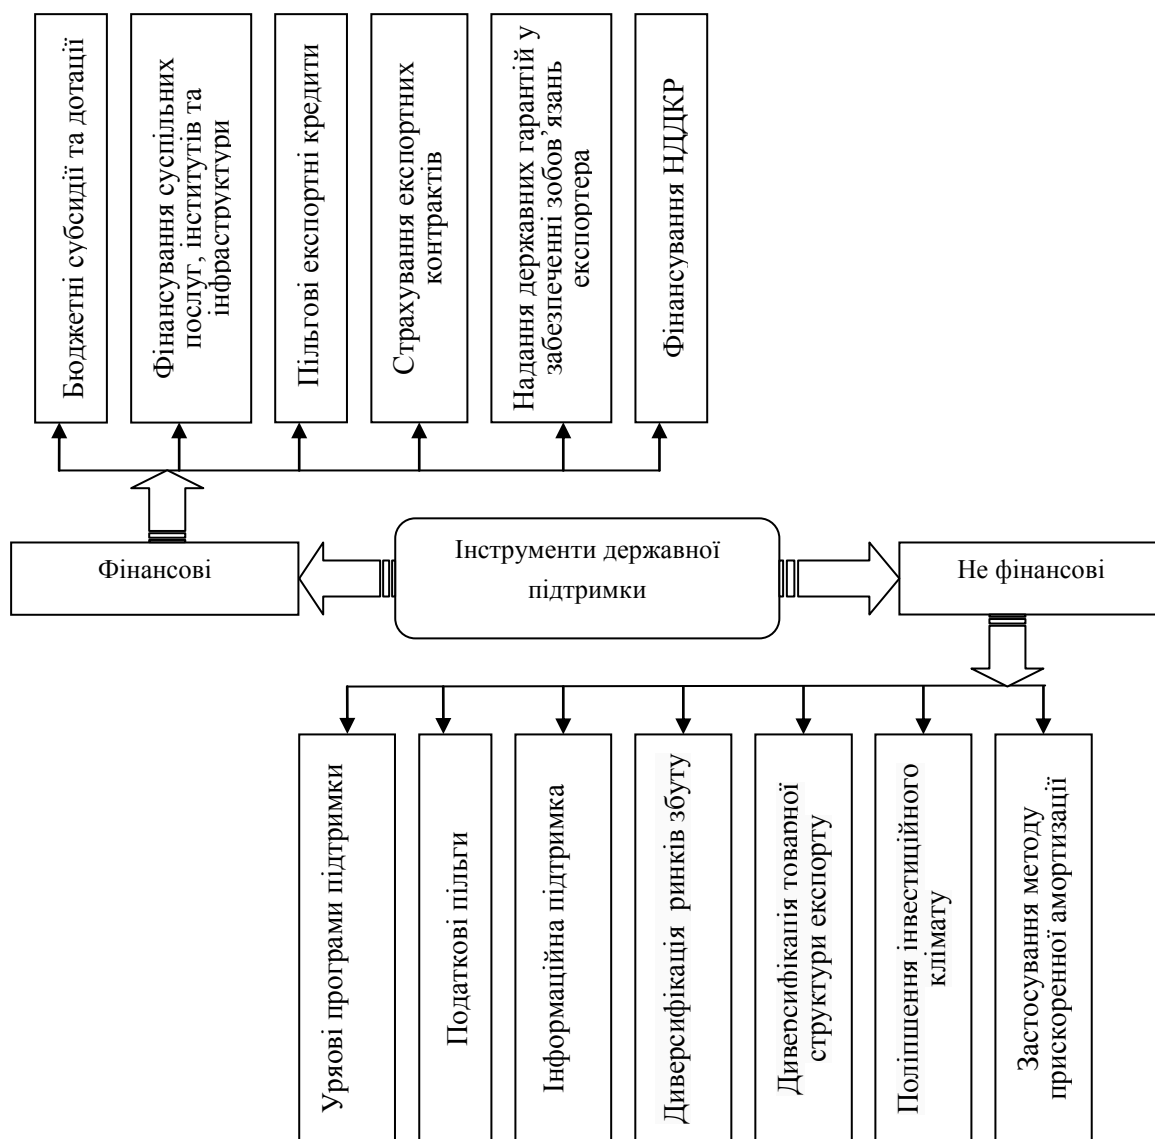 Бюджетні субсидії та дотації
Фінансування суспільних
послуг, інститутів та
інфраструктури
Пільгові експортні кредити
Страхування експортних
контрактів
Надання державних гарантій у
забезпеченні зобов’язань
експортера
Фінансування НДДКР
Фінансові
Інструменти державної
підтримки
Не фінансові
Урядові програми підтримки
Податкові пільги
Інформаційна підтримка
Диверсифікація ринків збуту
Диверсифікація товарної
структури експорту
Поліпшення інвестиційного
клімату
Застосування методу
прискоренної амортизації